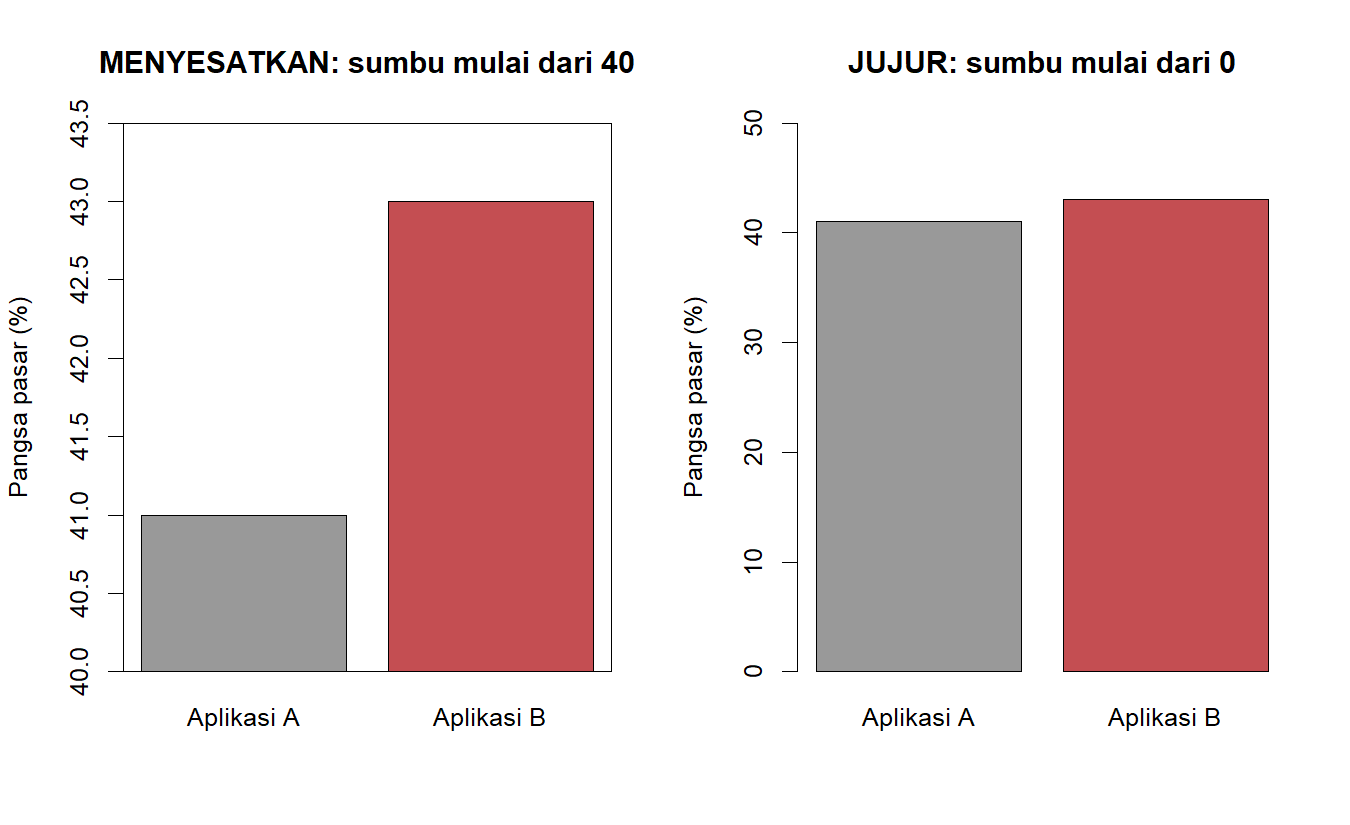 MENYESATKAN: sumbu mulai dari 40
Pangsa pasar (%)
43.5
43.0
42.5
42.0
41.5
41.0
40.5
40.0
Aplikasi A
Aplikasi B
JUJUR: sumbu mulai dari 0
Pangsa pasar (%)
50
40
30
20
10
0
Aplikasi A
Aplikasi B